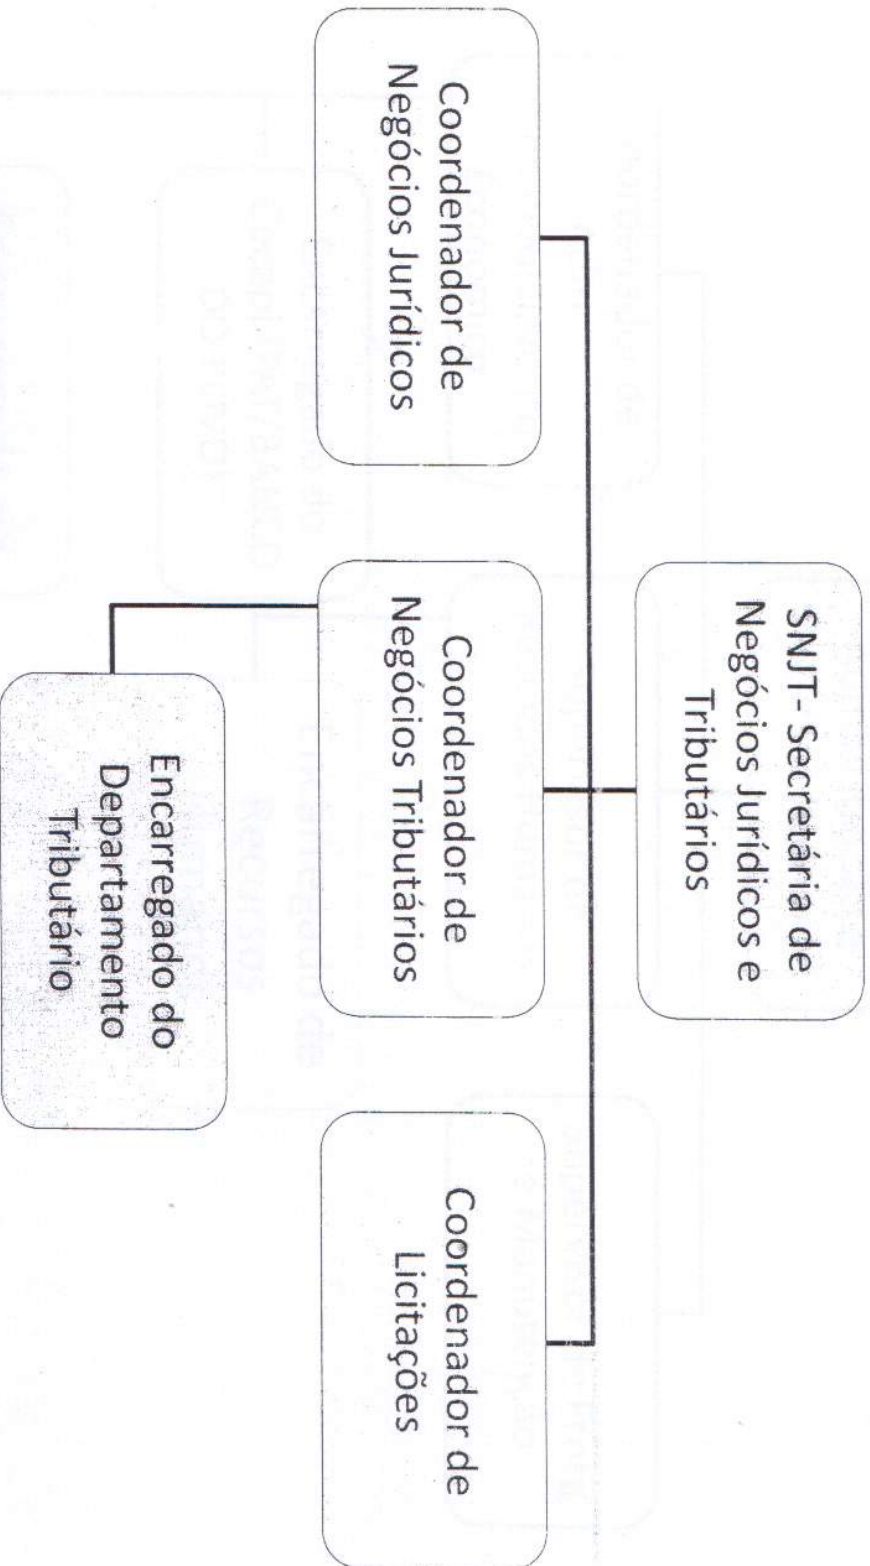 SNJT- Secretária de
Negócios Jurídicos e
Tributários
Coordenador de
Negócios Jurídicos
Coordenador de
Negócios Tributários
Coordenador de
Licitações
Encarregado do
Departamento
Tributário